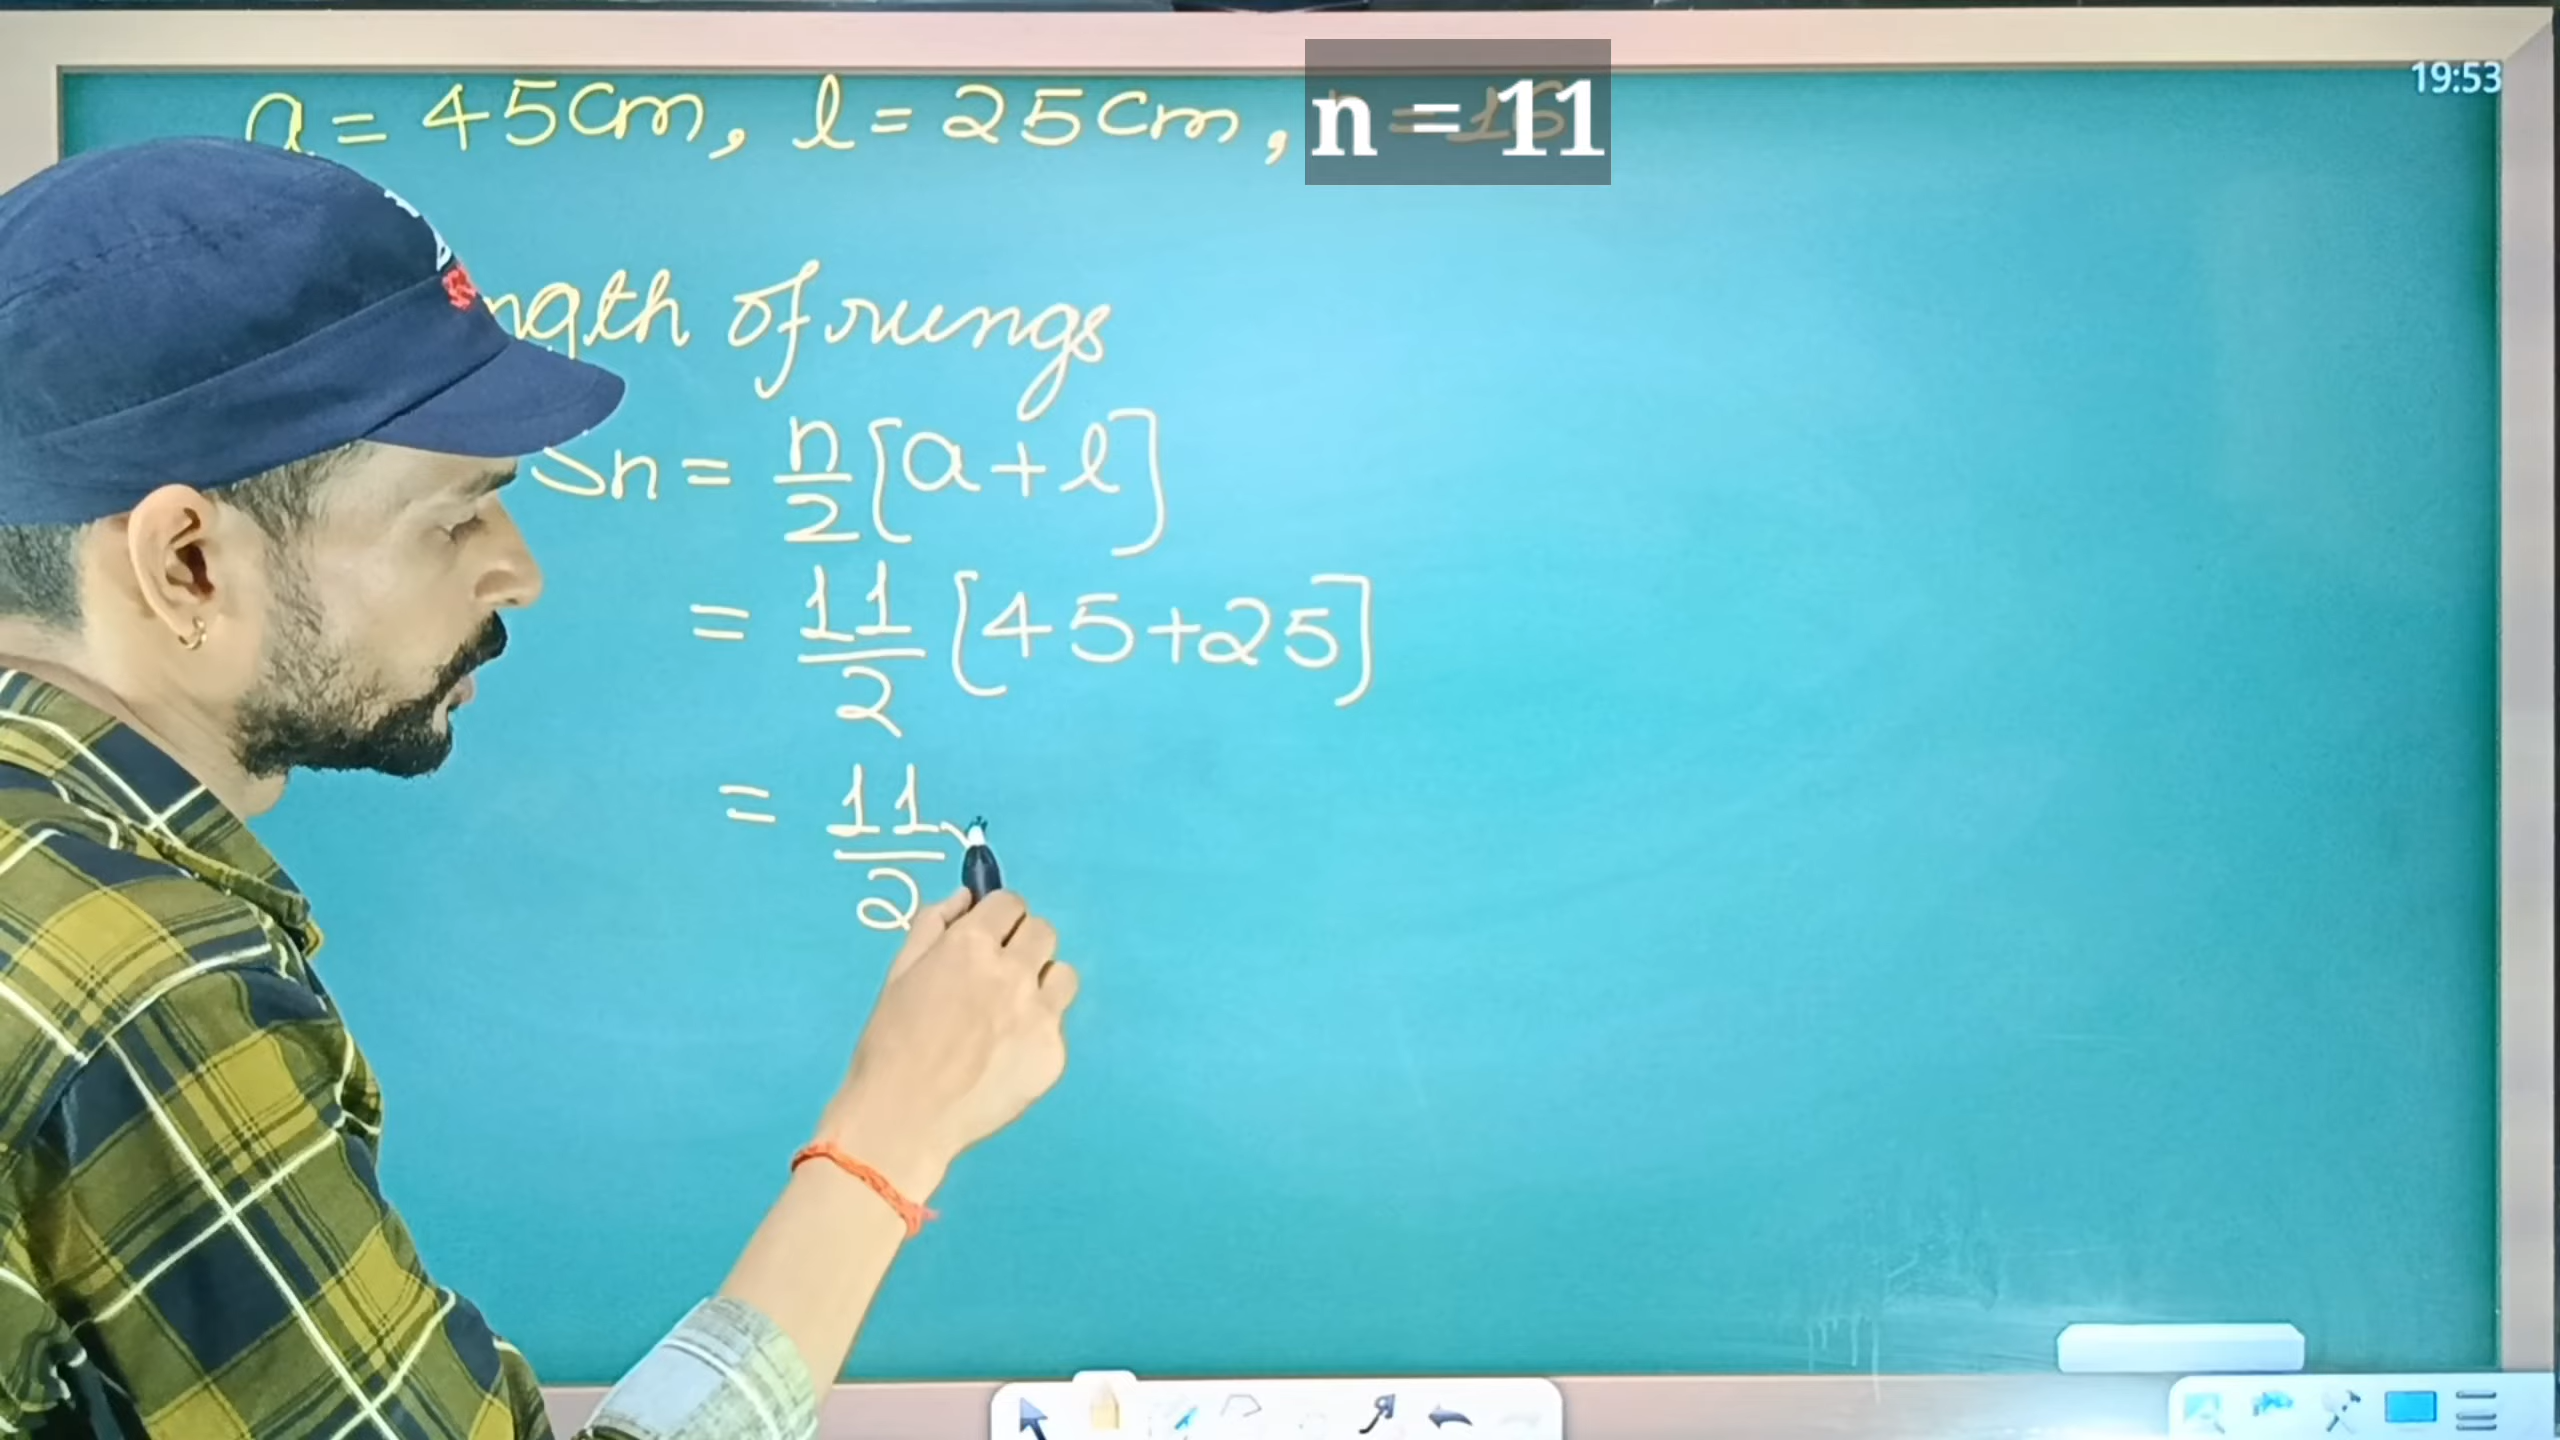 19:53
a = 45cm, l = 25cm, n = 11
ngth of rungs
Sn = n/2 [a + l]
= 11/2 [45+25]
= 11/2